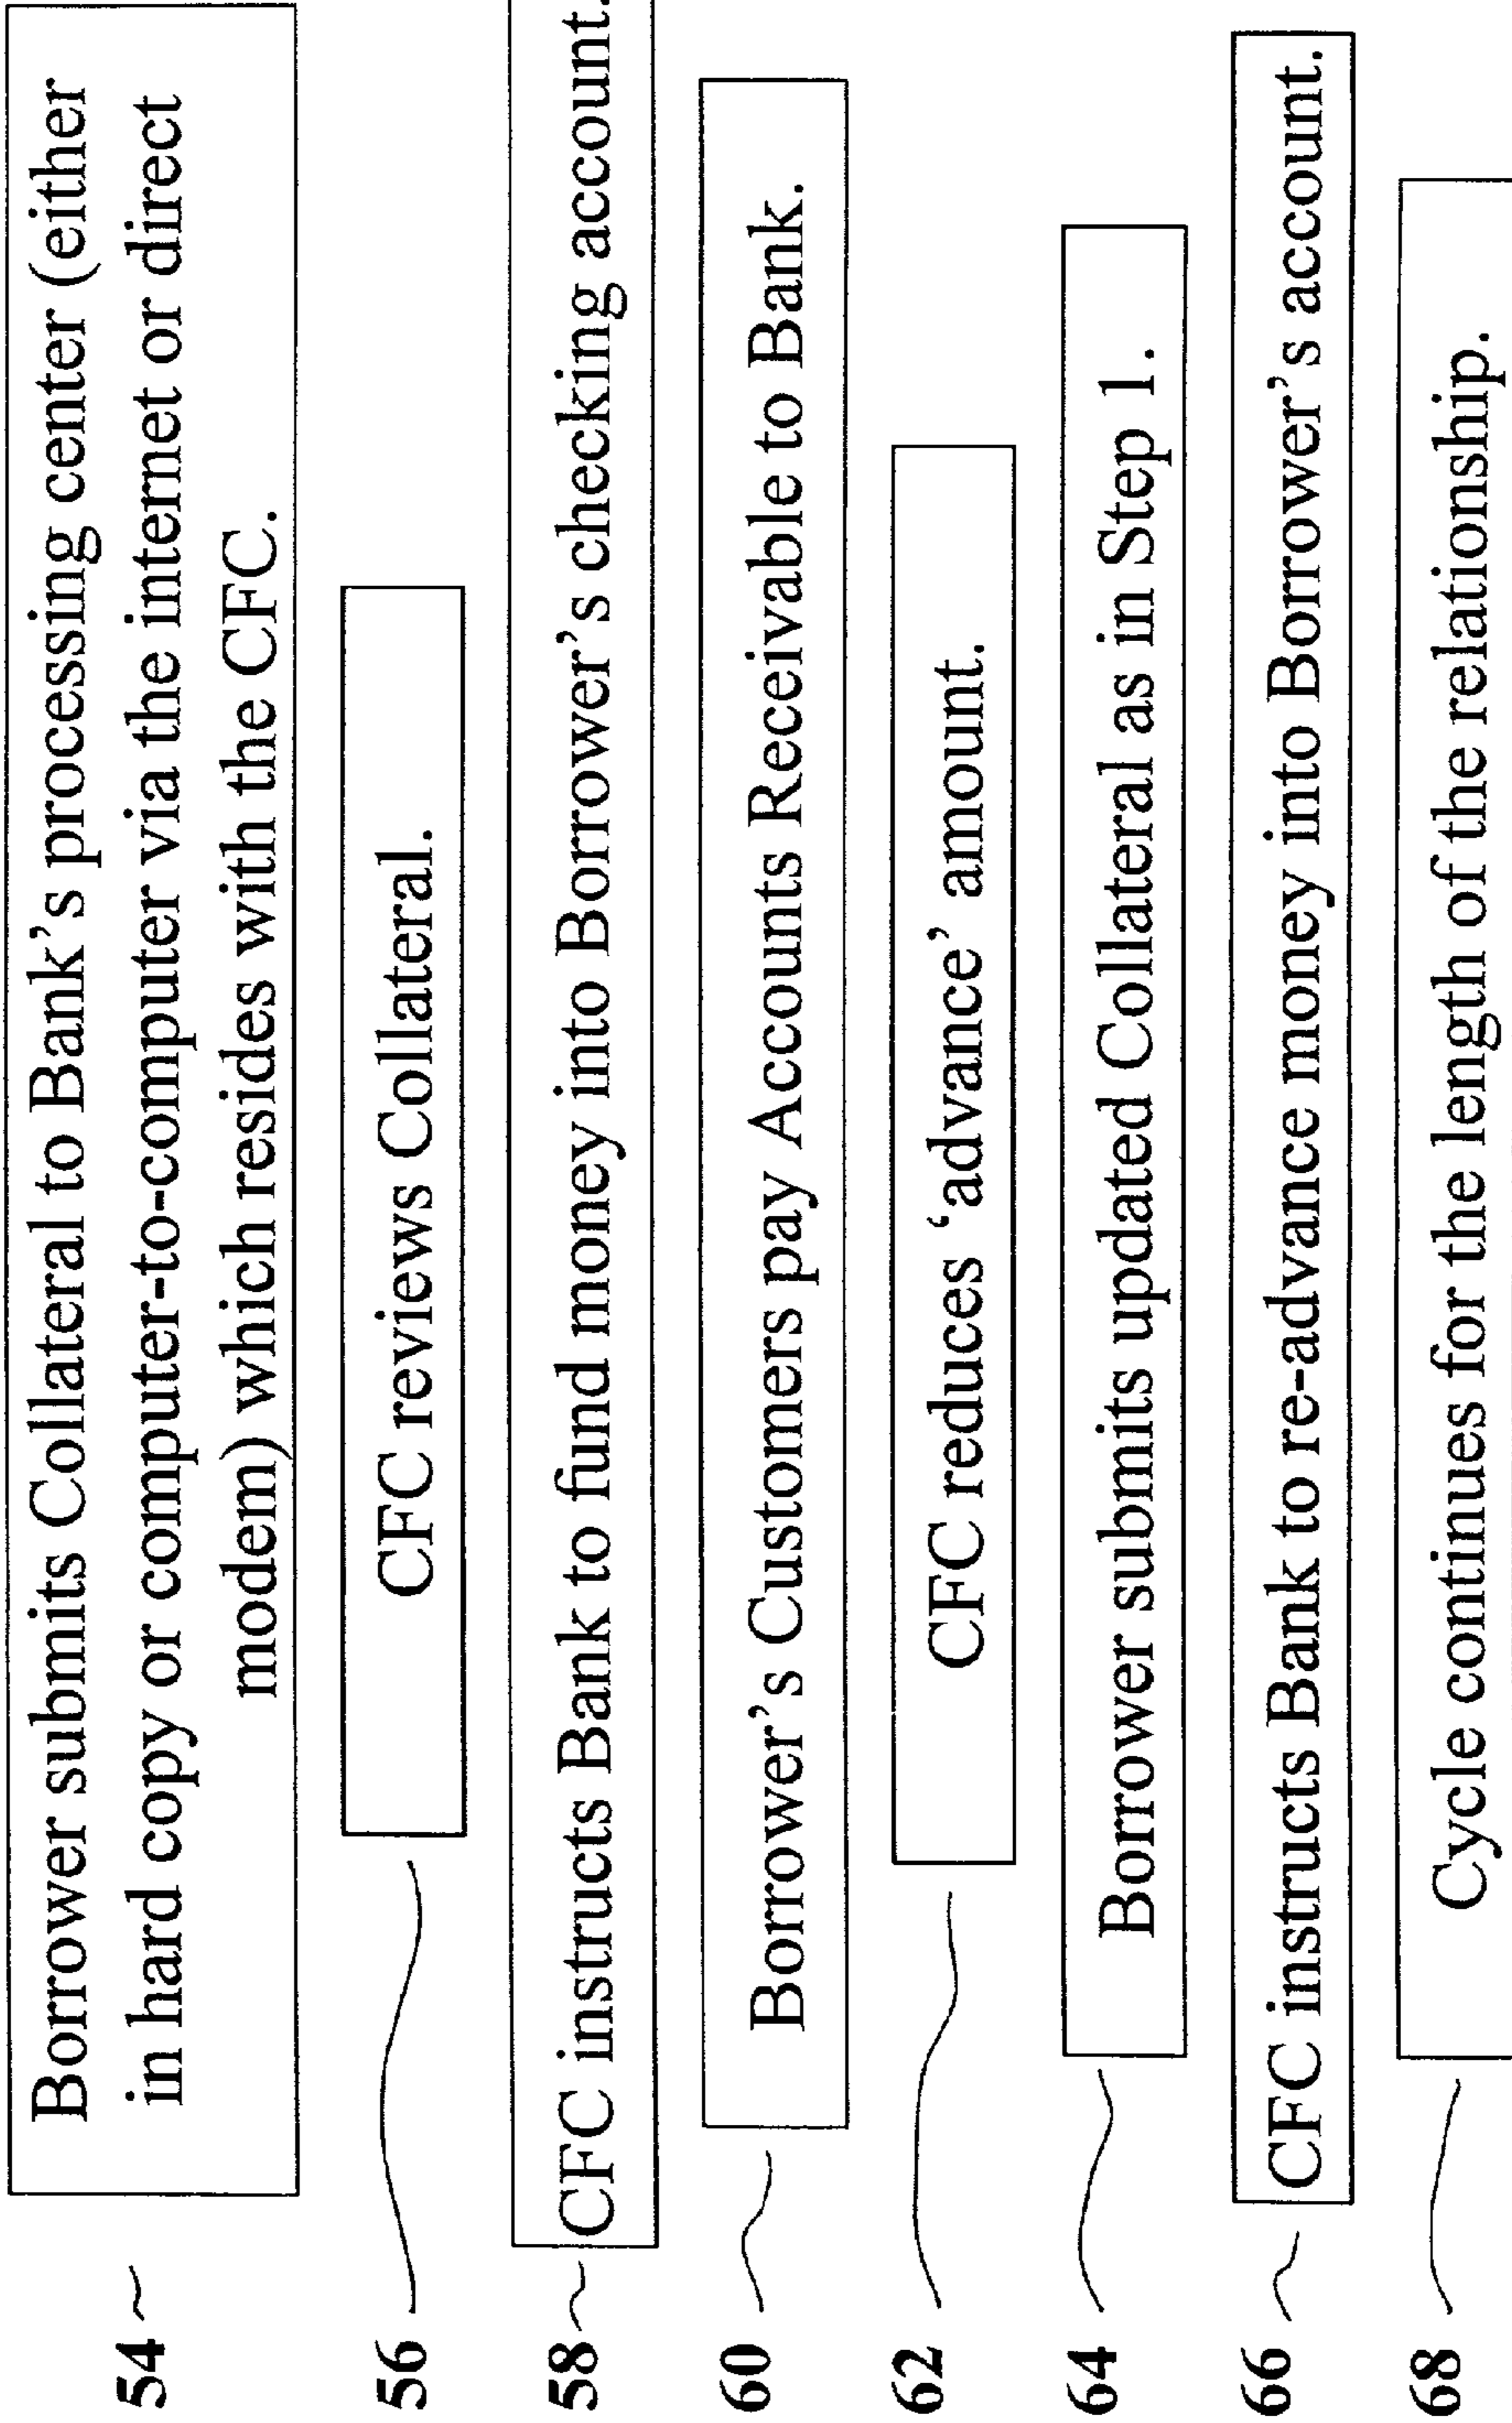 54 Borrower submits Collateral to Bank's processing center (either
in hard copy or computer-to-computer via the internet or direct
modem) which resides with the CFC.
56 CFC reviews Collateral.
58 CFC instructs Bank to fund money into Borrower's checking account.
60 Borrower's Customers pay Accounts Receivable to Bank.
62 CFC reduces ‘advance’ amount.
64 Borrower submits updated Collateral as in Step 1.
66 CFC instructs Bank to re-advance money into Borrower's account.
68 Cycle continues for the length of the relationship.